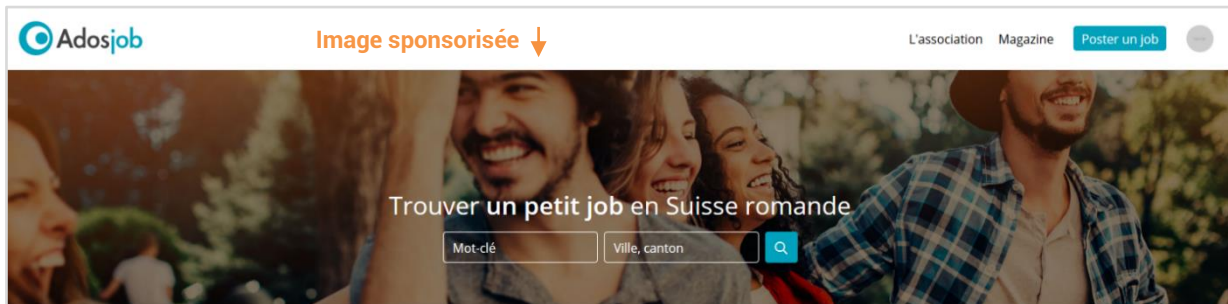 Adosjob
Image sponsorisée ↓
L'association Magazine Poster un job
Trouver un petit job en Suisse romande
Mot-clé Ville, canton